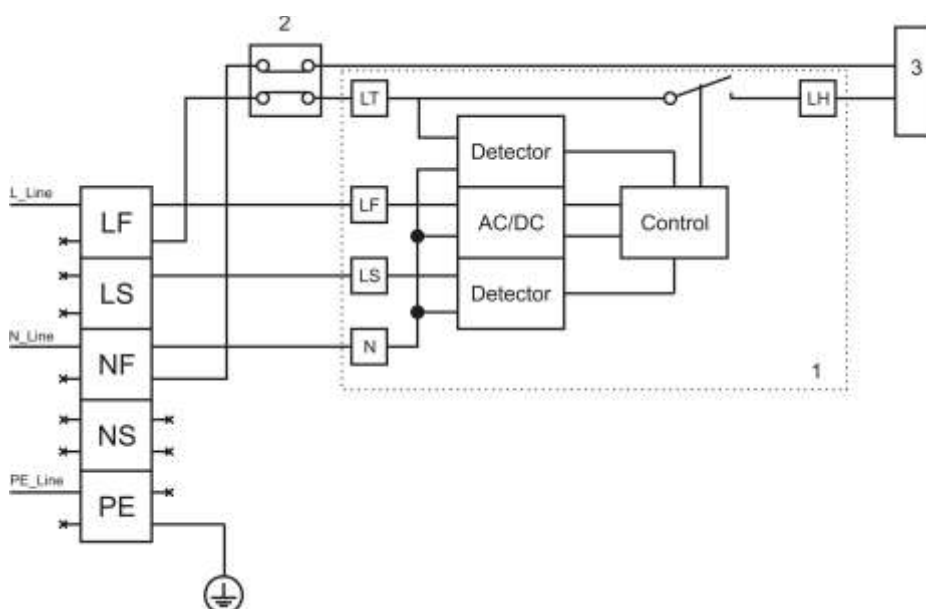 2
3
LT
LH
Detector
L_Line
LF
LF
AC/DC
Control
LS
LS
Detector
N_Line
NF
N
1
NS
PE_Line
PE